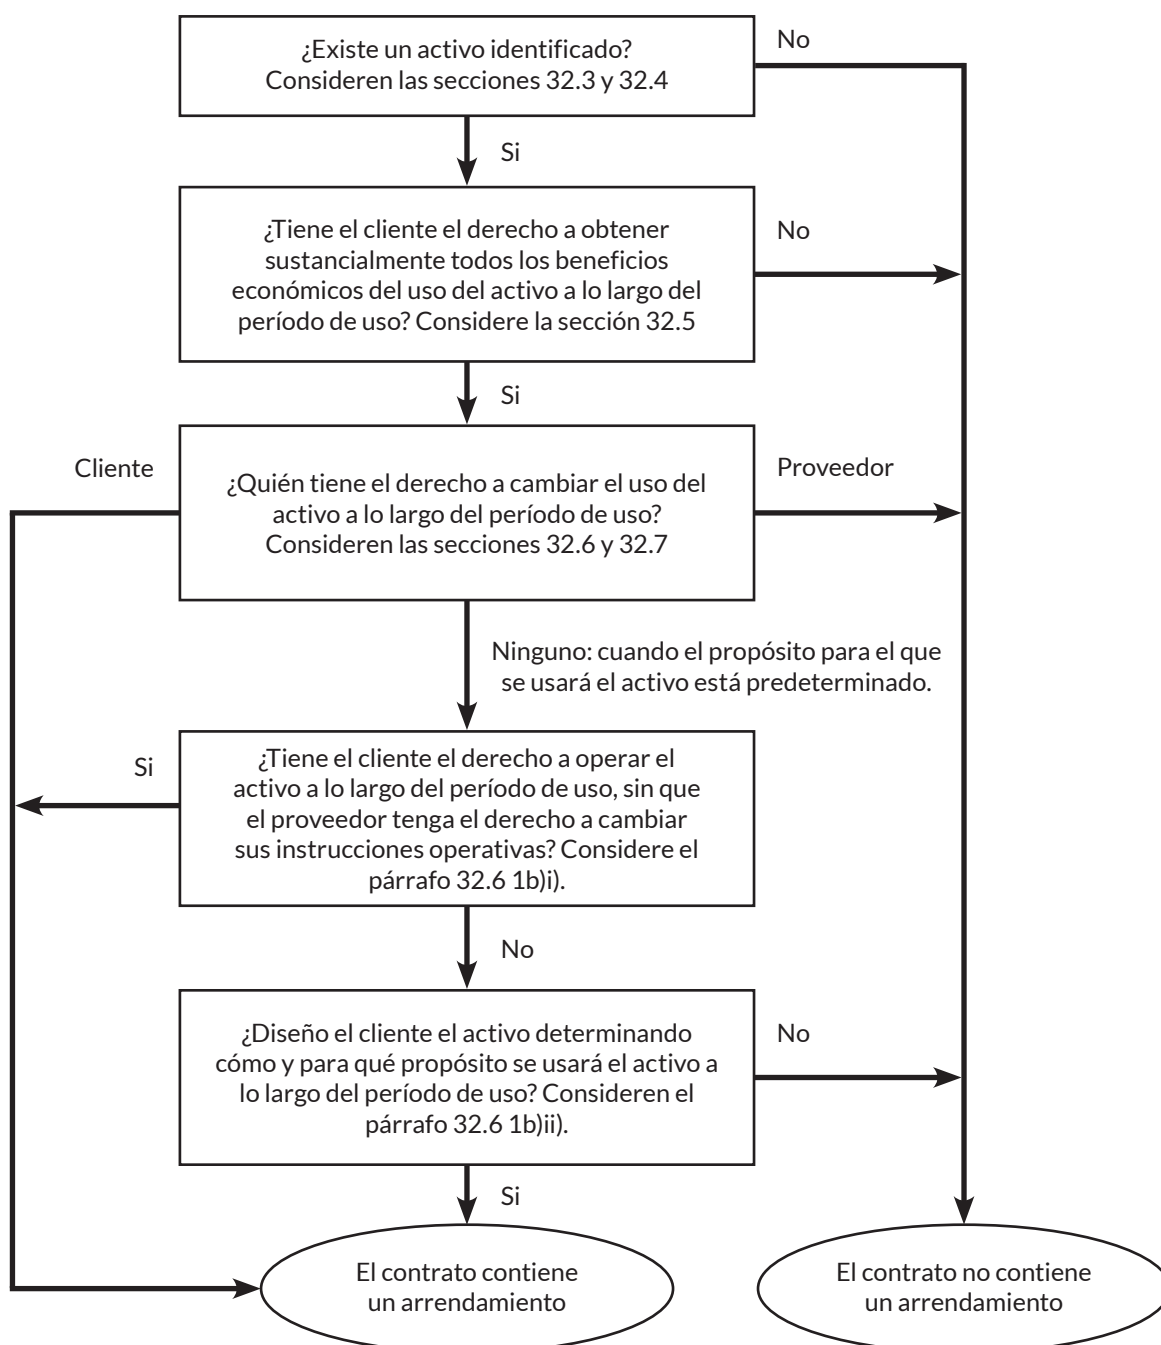 ¿Existe un activo identificado?
Consideren las secciones 32.3 y 32.4
No
Si
¿Tiene el cliente el derecho a obtener
sustancialmente todos los beneficios
económicos del uso del activo a lo largo del
período de uso? Considere la sección 32.5
No
Si
Cliente
¿Quién tiene el derecho a cambiar el uso del
activo a lo largo del período de uso?
Consideren las secciones 32.6 y 32.7
Proveedor
Ninguno: cuando el propósito para el que
se usará el activo está predeterminado.
Si
¿Tiene el cliente el derecho a operar el
activo a lo largo del período de uso, sin que
el proveedor tenga el derecho a cambiar
sus instrucciones operativas? Considere el
párrafo 32.6 1b)i).
No
¿Diseño el cliente el activo determinando
cómo y para qué propósito se usará el activo a
lo largo del período de uso? Consideren el
párrafo 32.6 1b)ii).
No
Si
El contrato contiene
un arrendamiento
El contrato no contiene
un arrendamiento